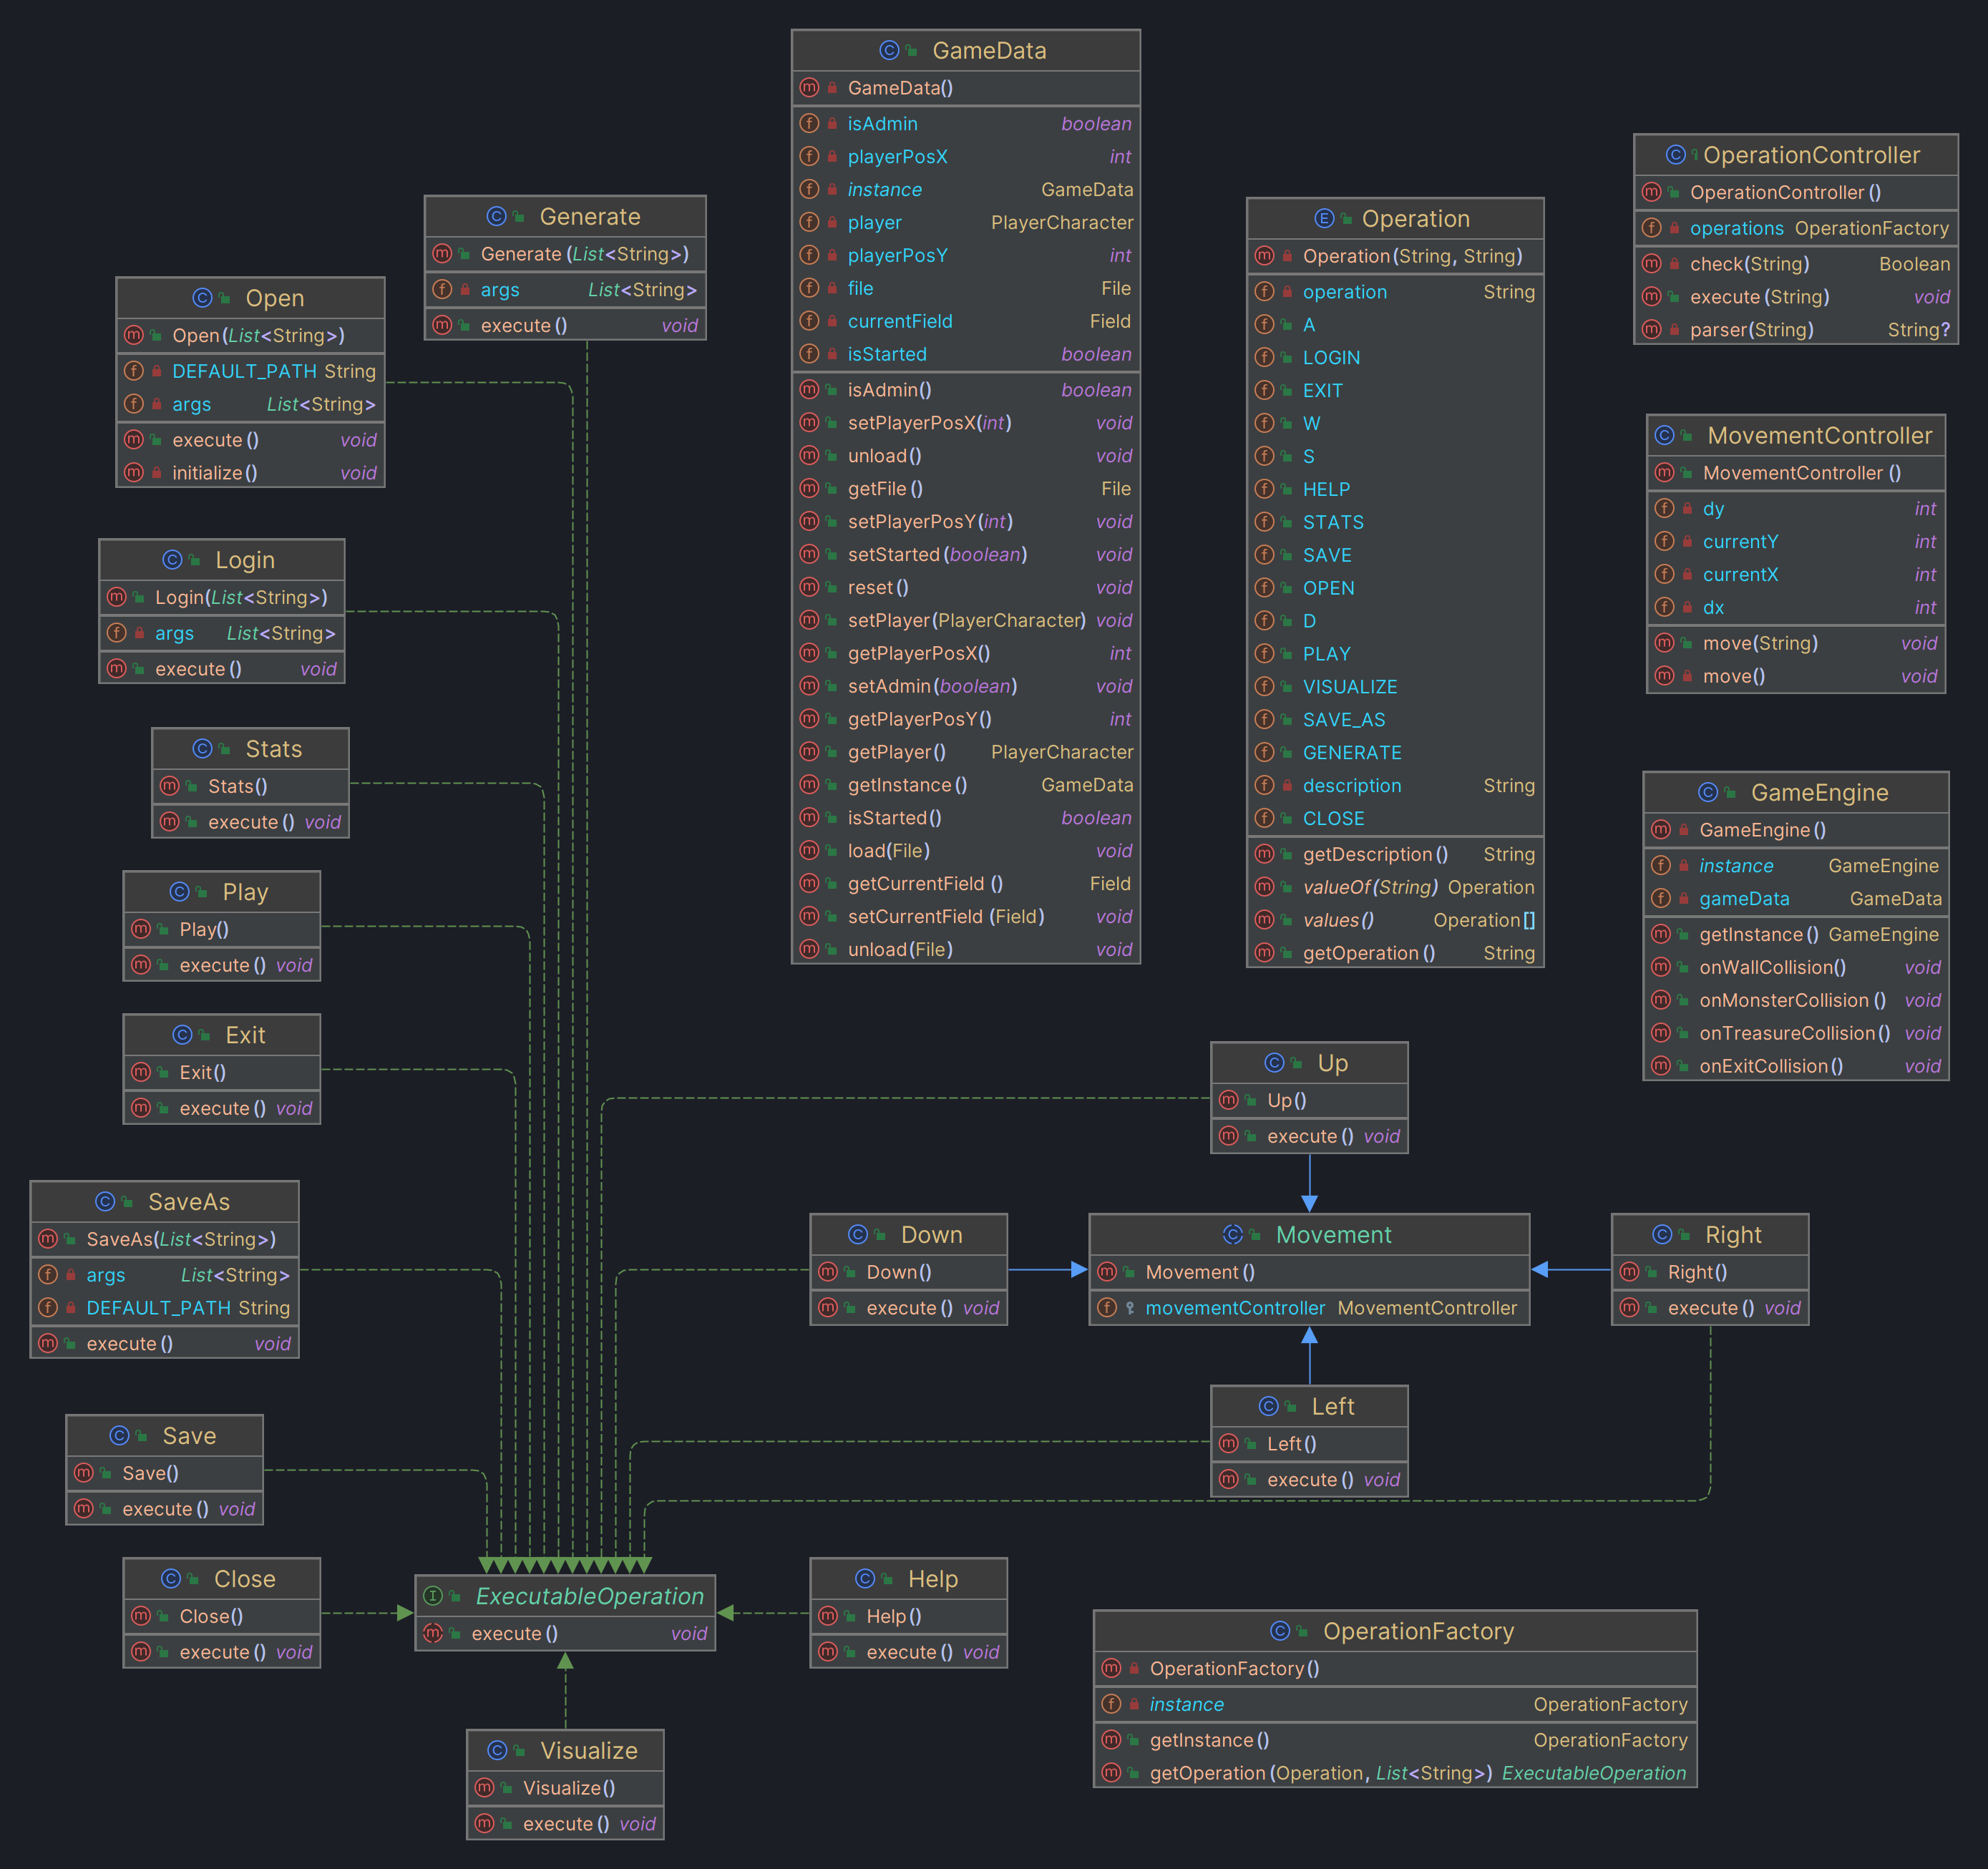 GameData
GameData()
isAdmin boolean
playerPosX int
instance GameData
player PlayerCharacter
playerPosY int
file File
currentField Field
isStarted boolean
isAdmin() boolean
setPlayerPosX(int) void
unload() void
getFile() File
setPlayerPosY(int) void
setStarted(boolean) void
reset() void
setPlayer(PlayerCharacter) void
getPlayerPosX() int
setAdmin(boolean) void
getPlayerPosY() int
getPlayer() PlayerCharacter
getInstance() GameData
isStarted() boolean
load(File) void
getCurrentField() Field
setCurrentField(Field) void
unload(File) void
OperationController
OperationController()
operations OperationFactory
check(String) Boolean
execute(String) void
parser(String) String?
Generate
Generate(List<String>)
args List<String>
execute() void
Operation
Operation(String, String)
operation String
A
LOGIN
EXIT
W
S
HELP
STATS
SAVE
OPEN
D
PLAY
VISUALIZE
SAVE_AS
GENERATE
description String
CLOSE
getDescription() String
valueOf(String) Operation
values() Operation[]
getOperation() String
Open
Open(List<String>)
DEFAULT_PATH String
args List<String>
execute() void
initialize() void
MovementController
MovementController()
dy int
currentY int
currentX int
dx int
move(String) void
move() void
Login
Login(List<String>)
args List<String>
execute() void
Stats
Stats()
execute() void
GameEngine
GameEngine()
instance GameEngine
gameData GameData
getInstance() GameEngine
onWallCollision() void
onMonsterCollision() void
onTreasureCollision() void
onExitCollision() void
Play
Play()
execute() void
Exit
Exit()
execute() void
Up
Up()
execute() void
SaveAs
SaveAs(List<String>)
args List<String>
DEFAULT_PATH String
execute() void
Down
Down()
execute() void
Movement
Movement()
movementController MovementController
Right
Right()
execute() void
Left
Left()
execute() void
Save
Save()
execute() void
Close
Close()
execute() void
ExecutableOperation
execute() void
Help
Help()
execute() void
OperationFactory
OperationFactory()
instance OperationFactory
getInstance() OperationFactory
getOperation(Operation, List<String>) ExecutableOperation
Visualize
Visualize()
execute() void